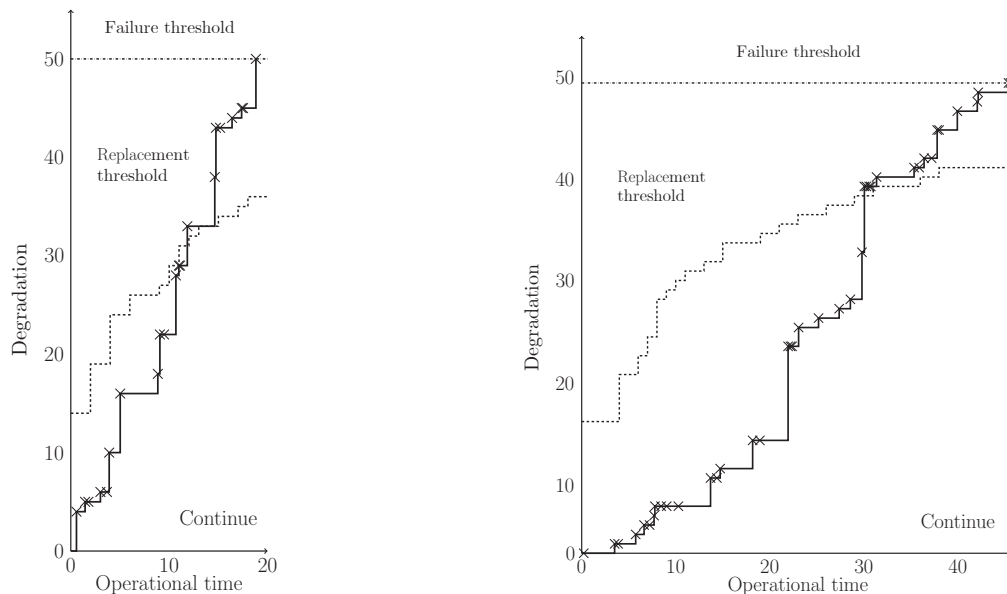 Failure threshold
50
40
Replacement
threshold
30
20
10
0
Degradation
Continue
0
10
20
Operational time
Failure threshold
50
40
Replacement
threshold
30
20
10
0
Degradation
Continue
0
10
20
30
40
Operational time